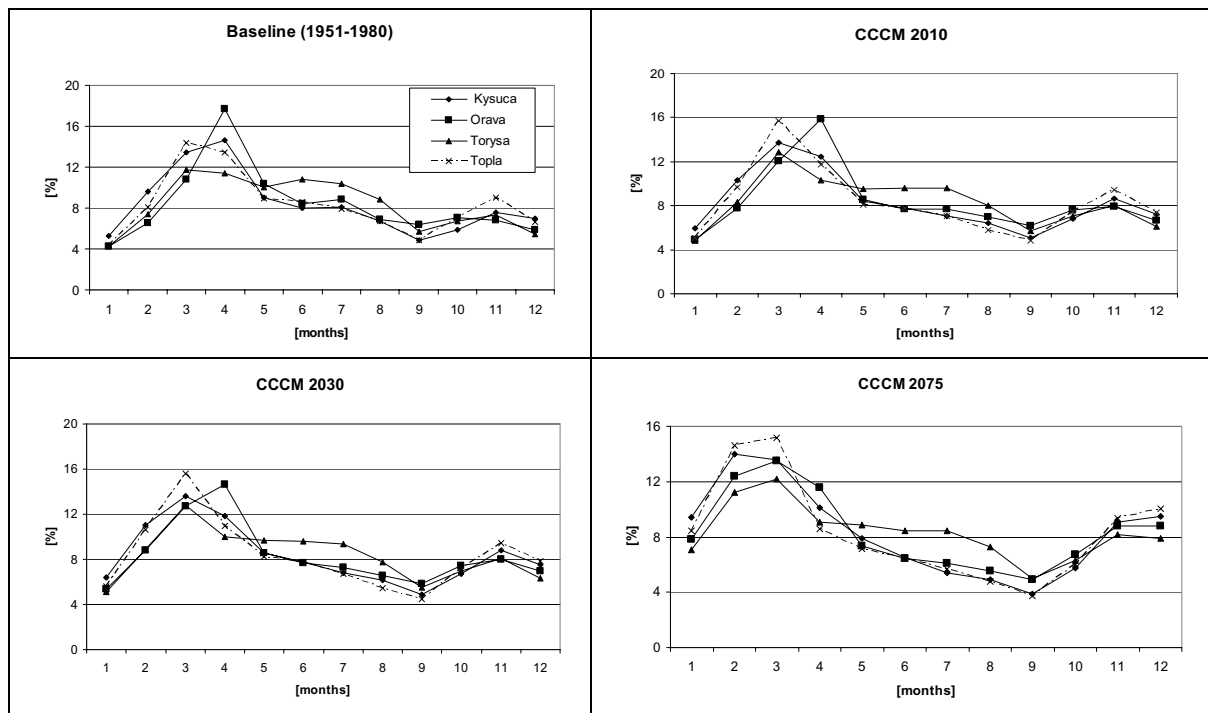 Baseline (1951-1980)
20
16
12
8
4
0
[%]
Kysuca
Orava
Torysa
Topla
1 2 3 4 5 6 7 8 9 10 11 12
[months]
CCCM 2010
20
16
12
8
4
0
[%]
1 2 3 4 5 6 7 8 9 10 11 12
[months]
CCCM 2030
20
16
12
8
4
0
[%]
1 2 3 4 5 6 7 8 9 10 11 12
[months]
CCCM 2075
16
12
8
4
0
[%]
1 2 3 4 5 6 7 8 9 10 11 12
[months]